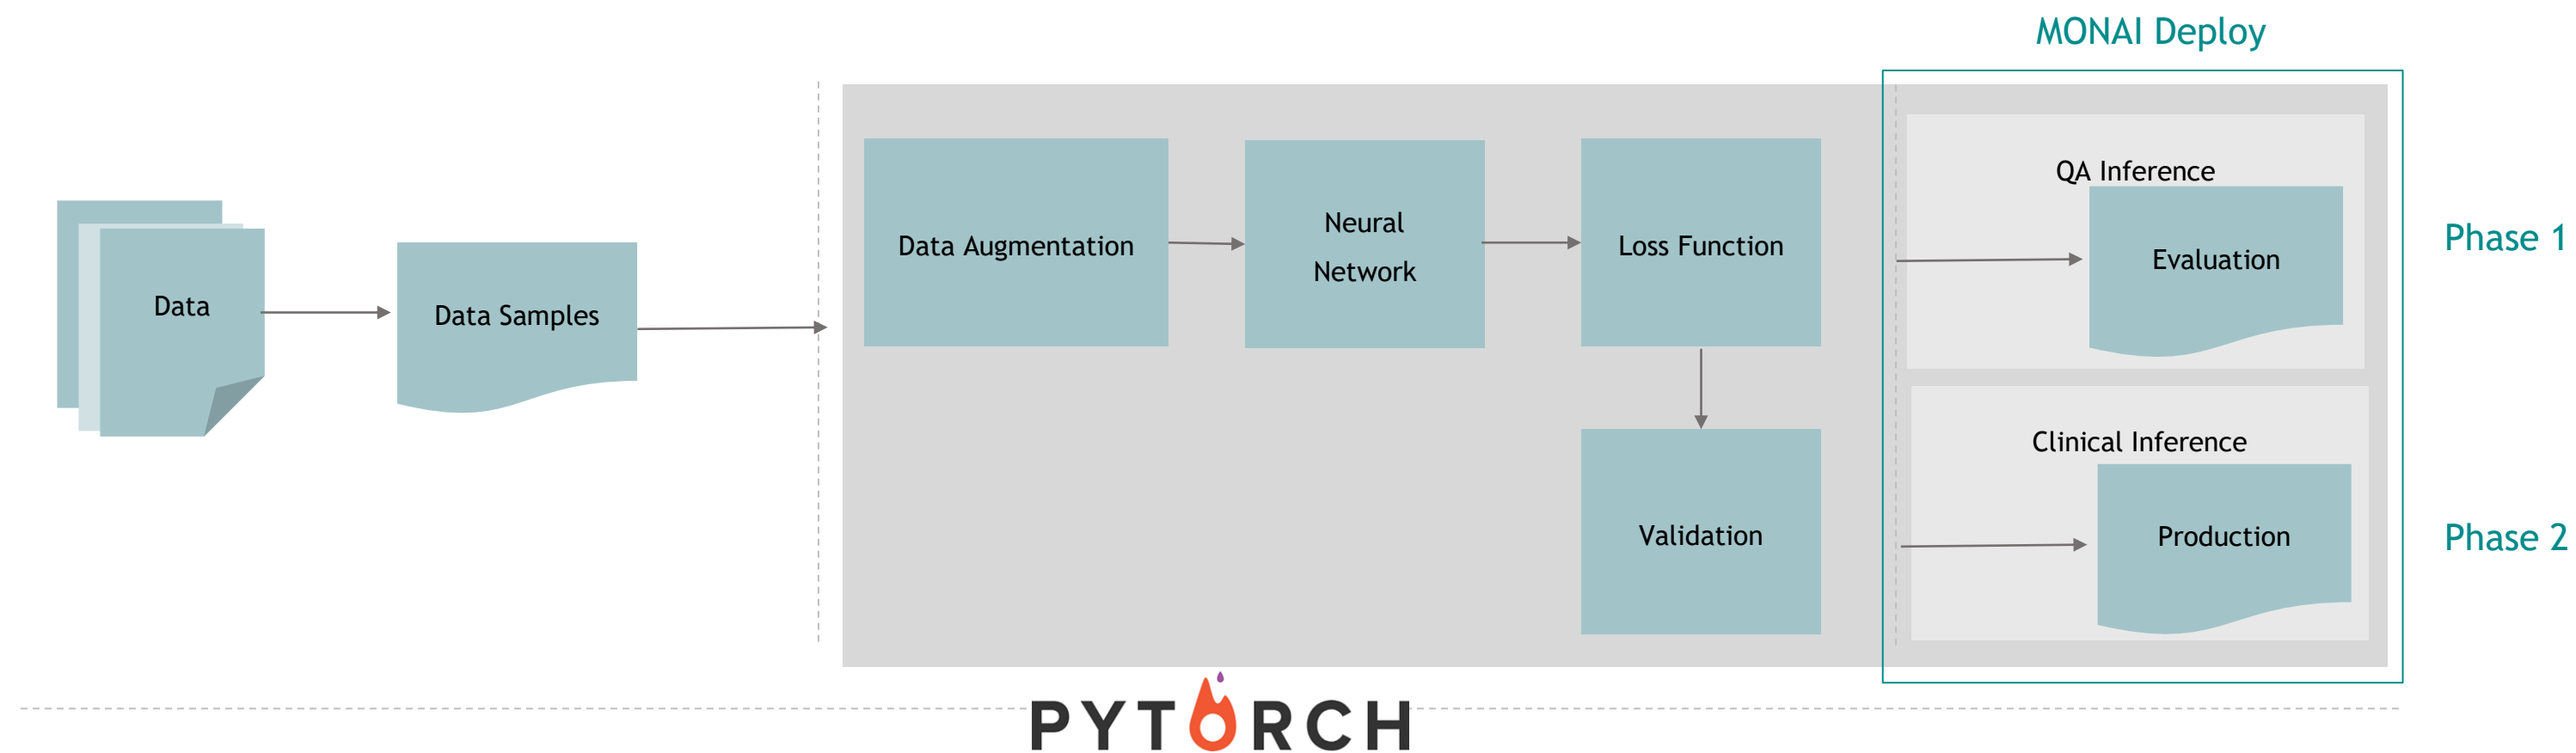 MONAI Deploy
Data
Data Samples
Data Augmentation
Neural
Network
Loss Function
Validation
QA Inference
Evaluation
Phase 1
Clinical Inference
Production
Phase 2
PYTORCH